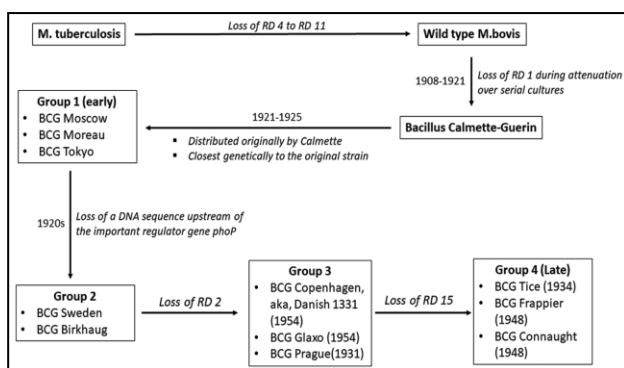 Loss of RD 4 to RD 11
M. tuberculosis
Wild type M.bovis
1908-1921
Loss of RD 1 during attenuation
over serial cultures
Group 1 (early)
• BCG Moscow
• BCG Moreau
• BCG Tokyo
1921-1925
Bacillus Calmette-Guerin
▪ Distributed originally by Calmette
▪ Closest genetically to the original strain
1920s
Loss of a DNA sequence upstream of
the important regulator gene phoP
Group 2
• BCG Sweden
• BCG Birkhaug
Loss of RD 2
Group 3
• BCG Copenhagen,
aka, Danish 1331
(1954)
• BCG Glaxo (1954)
• BCG Prague(1931)
Loss of RD 15
Group 4 (Late)
• BCG Tice (1934)
• BCG Frappier
(1948)
• BCG Connaught
(1948)